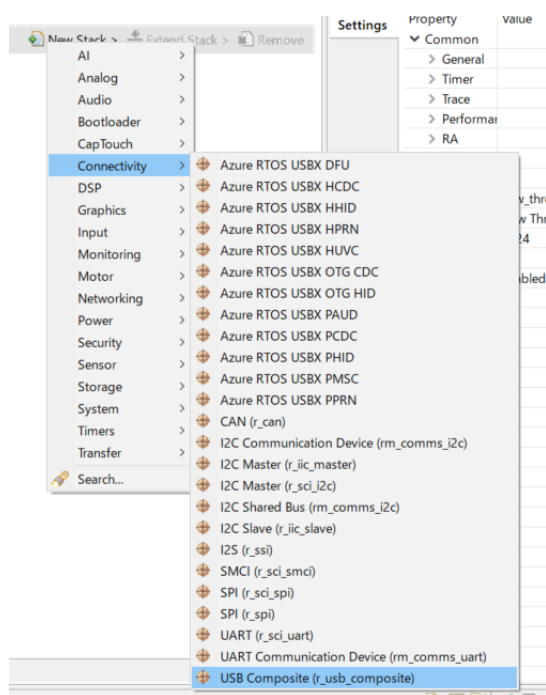 New Stack > Extend Stack > Remove
AI >
Analog >
Audio >
Bootloader >
CapTouch >
Connectivity >
DSP >
Graphics >
Input >
Monitoring >
Motor >
Networking >
Power >
Security >
Sensor >
Storage >
System >
Timers >
Transfer >
Search...
Azure RTOS USBX DFU
Azure RTOS USBX HCDC
Azure RTOS USBX HHID
Azure RTOS USBX HPRN
Azure RTOS USBX HUVC
Azure RTOS USBX OTG CDC
Azure RTOS USBX OTG HID
Azure RTOS USBX PAUD
Azure RTOS USBX PCDC
Azure RTOS USBX PHID
Azure RTOS USBX PMSC
Azure RTOS USBX PPRN
CAN (r_can)
I2C Communication Device (rm_comms_i2c)
I2C Master (r_iic_master)
I2C Master (r_sci_i2c)
I2C Shared Bus (rm_comms_i2c)
I2C Slave (r_iic_slave)
I2S (r_ssi)
SMCI (r_sci_smci)
SPI (r_sci_spi)
SPI (r_spi)
UART (r_sci_uart)
UART Communication Device (rm_comms_uart)
USB Composite (r_usb_composite)
Settings
Property Value
Common
> General
> Timer
> Trace
> Performar
> RA